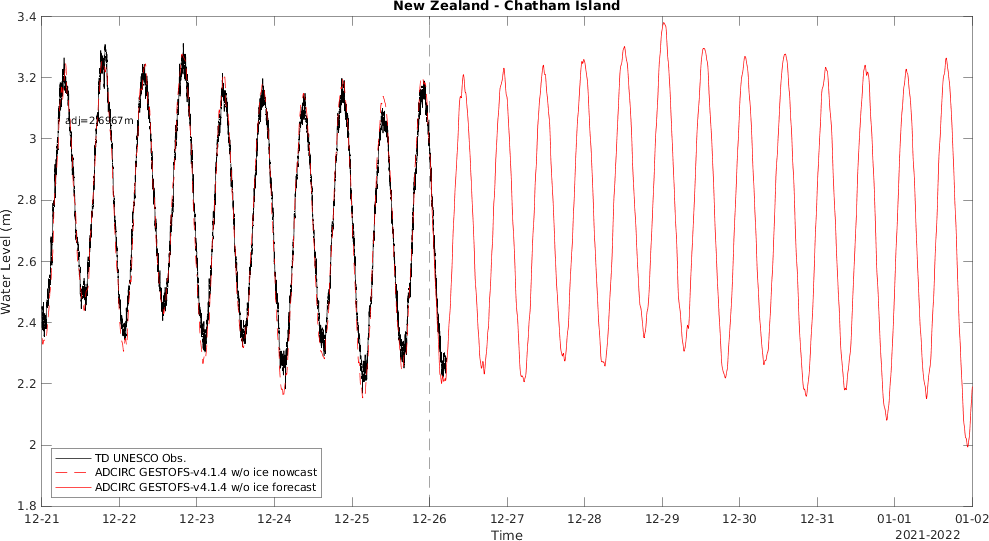 New Zealand - Chatham Island
3.4
3.2
3
2.8
2.6
2.4
2.2
2
1.8
Water Level (m)
adj=2.6967m
TD UNESCO Obs.
ADCIRC GESTOFS-v4.1.4 w/o ice nowcast
ADCIRC GESTOFS-v4.1.4 w/o ice forecast
12-21 12-22 12-23 12-24 12-25 12-26 12-27 12-28 12-29 12-30 12-31 01-01 01-02
Time
2021-2022